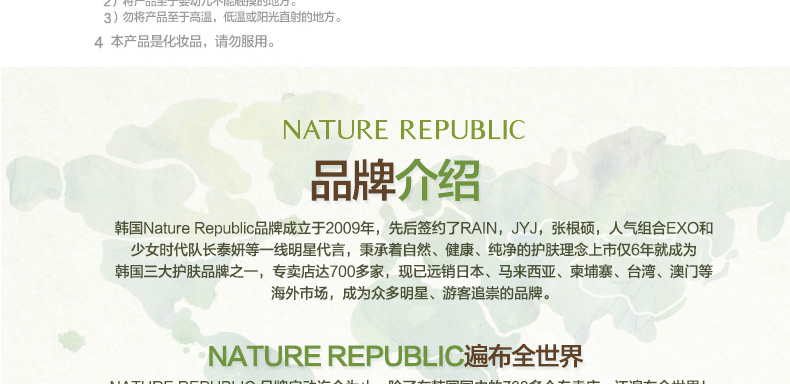 2）将产品至于婴幼儿不能触摸的地方。
3）勿将产品至于高温，低温或阳光直射的地方。
4 本产品是化妆品，请勿服用。
NATURE REPUBLIC
品牌介绍
韩国Nature Republic品牌成立于2009年，先后签约了RAIN，JYJ，张根硕，人气组合EXO和
少女时代队长泰妍等一线明星代言，秉承着自然、健康、纯净的护肤理念上市仅6年就成为
韩国三大护肤品牌之一，专卖店达700多家，现已远销日本、马来西亚、柬埔寨、台湾、澳门等
海外市场，成为众多明星、游客追崇的品牌。
NATURE REPUBLIC遍布全世界